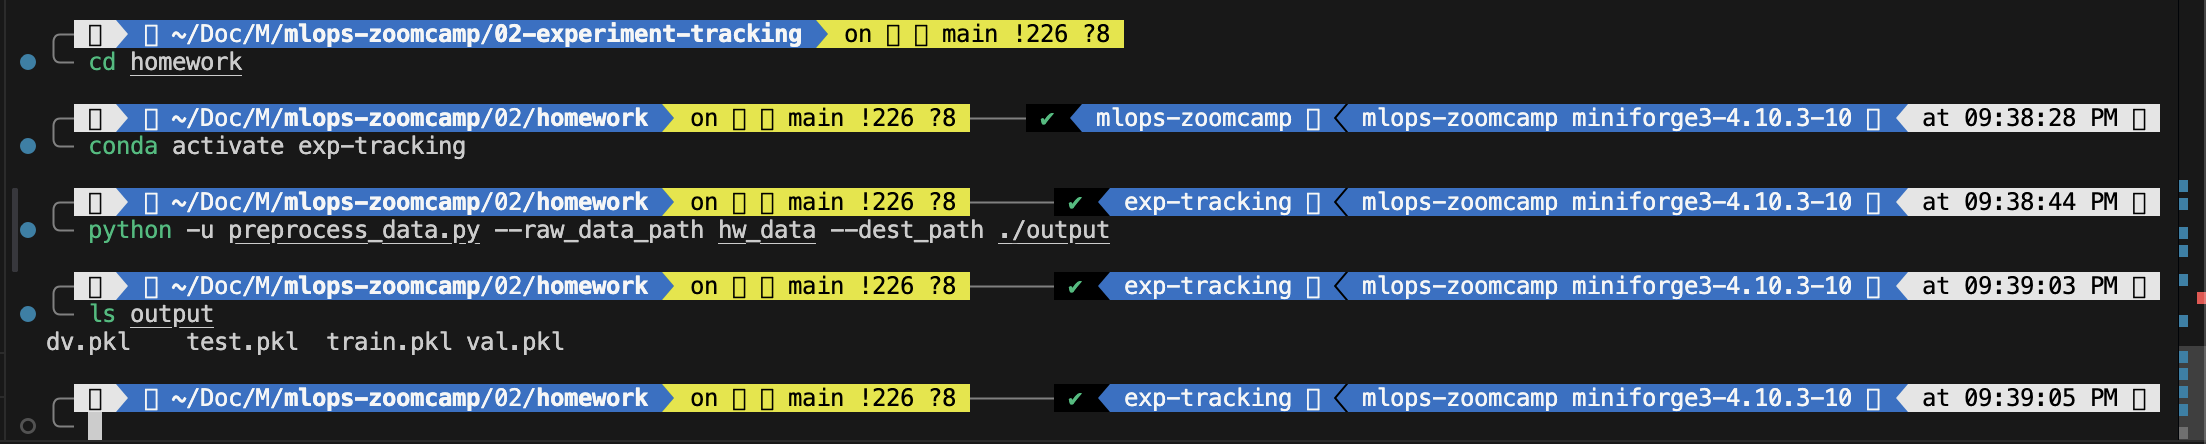 ~/Doc/M/mlops-zoomcamp/02-experiment-tracking on main !226 ?8
cd homework
~/Doc/M/mlops-zoomcamp/02/homework on main !226 ?8 ✔ mlops-zoomcamp mlops-zoomcamp miniforge3-4.10.3-10 at 09:38:28 PM
conda activate exp-tracking
~/Doc/M/mlops-zoomcamp/02/homework on main !226 ?8 ✔ exp-tracking mlops-zoomcamp miniforge3-4.10.3-10 at 09:38:44 PM
python -u preprocess_data.py --raw_data_path hw_data --dest_path ./output
~/Doc/M/mlops-zoomcamp/02/homework on main !226 ?8 ✔ exp-tracking mlops-zoomcamp miniforge3-4.10.3-10 at 09:39:03 PM
ls output
dv.pkl test.pkl train.pkl val.pkl
~/Doc/M/mlops-zoomcamp/02/homework on main !226 ?8 ✔ exp-tracking mlops-zoomcamp miniforge3-4.10.3-10 at 09:39:05 PM